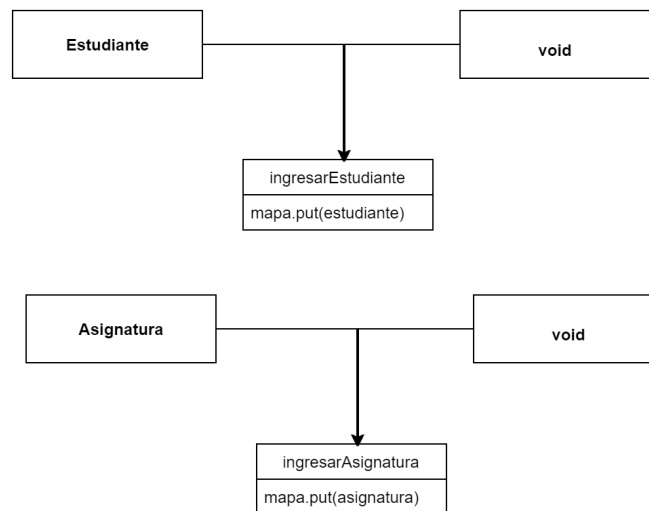 Estudiante
void
ingresarEstudiante
mapa.put(estudiante)
Asignatura
void
ingresarAsignatura
mapa.put(asignatura)